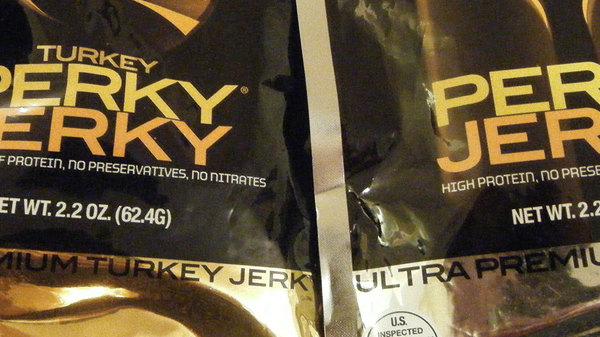 TURKEY
PERKY®
JERKY
F PROTEIN, NO PRESERVATIVES, NO NITRATES
ET WT. 2.2 OZ. (62.4G)
MIUM TURKEY JERK
PER
JER
HIGH PROTEIN, NO PRESE
NET WT. 2.2
ULTRA PREMIU
U.S.
INSPECTED